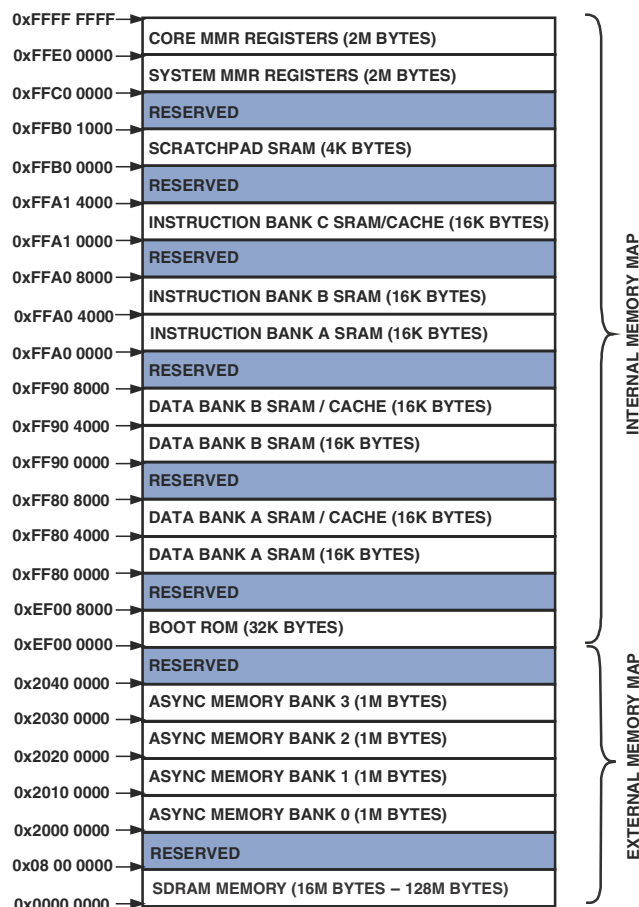 0xFFFF FFFF
CORE MMR REGISTERS (2M BYTES)
0xFFE0 0000
SYSTEM MMR REGISTERS (2M BYTES)
0xFFC0 0000
RESERVED
0xFFB0 1000
SCRATCHPAD SRAM (4K BYTES)
0xFFB0 0000
RESERVED
0xFFA1 4000
INSTRUCTION BANK C SRAM/CACHE (16K BYTES)
0xFFA1 0000
RESERVED
0xFFA0 8000
INSTRUCTION BANK B SRAM (16K BYTES)
0xFFA0 4000
INSTRUCTION BANK A SRAM (16K BYTES)
0xFFA0 0000
RESERVED
0xFF90 8000
DATA BANK B SRAM / CACHE (16K BYTES)
0xFF90 4000
DATA BANK B SRAM (16K BYTES)
0xFF90 0000
RESERVED
0xFF80 8000
DATA BANK A SRAM / CACHE (16K BYTES)
0xFF80 4000
DATA BANK A SRAM (16K BYTES)
0xFF80 0000
RESERVED
0xEF00 8000
BOOT ROM (32K BYTES)
0xEF00 0000
RESERVED
0x2040 0000
ASYNC MEMORY BANK 3 (1M BYTES)
0x2030 0000
ASYNC MEMORY BANK 2 (1M BYTES)
0x2020 0000
ASYNC MEMORY BANK 1 (1M BYTES)
0x2010 0000
ASYNC MEMORY BANK 0 (1M BYTES)
0x2000 0000
RESERVED
0x08 00 0000
SDRAM MEMORY (16M BYTES – 128M BYTES)
0x0000 0000
INTERNAL MEMORY MAP
EXTERNAL MEMORY MAP